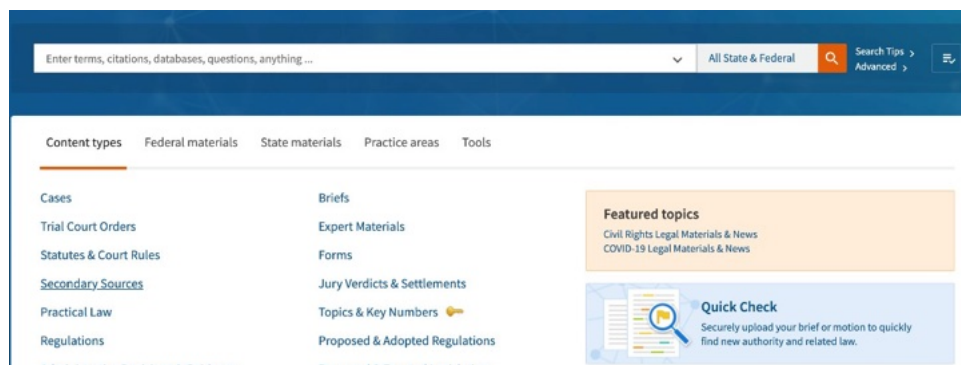 Enter terms, citations, databases, questions, anything ...
All State & Federal
Search Tips
Advanced
Content types
Federal materials
State materials
Practice areas
Tools
Cases
Trial Court Orders
Statutes & Court Rules
Secondary Sources
Practical Law
Regulations
Briefs
Expert Materials
Forms
Jury Verdicts & Settlements
Topics & Key Numbers
Proposed & Adopted Regulations
Featured topics
Civil Rights Legal Materials & News
COVID-19 Legal Materials & News
Quick Check
Securely upload your brief or motion to quickly
find new authority and related law.